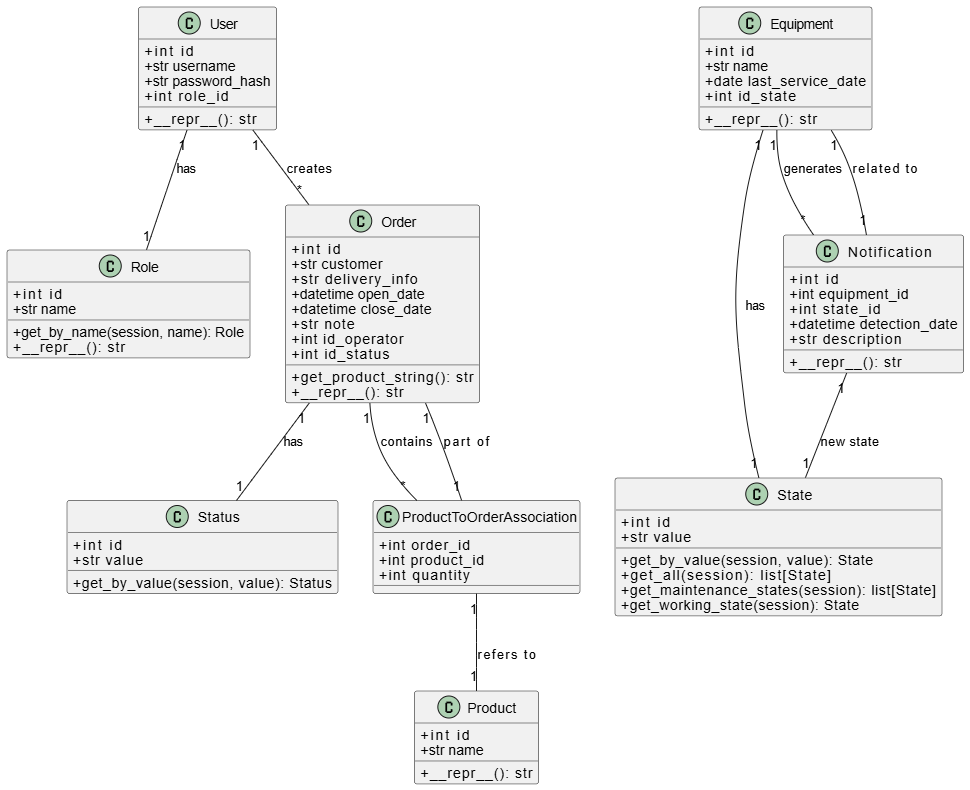 C User
+int id
+str username
+str password_hash
+int role_id
+__repr__(): str
C Equipment
+int id
+str name
+date last_service_date
+int id_state
+__repr__(): str
1
has
1
1
creates
*
1
has
1
1
generates
*
1
related to
1
C Role
+int id
+str name
+get_by_name(session, name): Role
+__repr__(): str
C Order
+int id
+str customer
+str delivery_info
+datetime open_date
+datetime close_date
+str note
+int id_operator
+int id_status
+get_product_string(): str
+__repr__(): str
C Notification
+int id
+int equipment_id
+int state_id
+datetime detection_date
+str description
+__repr__(): str
1
has
1
1
contains
*
1
part of
1
1
new state
1
C Status
+int id
+str value
+get_by_value(session, value): Status
C ProductToOrderAssociation
+int order_id
+int product_id
+int quantity
C State
+int id
+str value
+get_by_value(session, value): State
+get_all(session): list[State]
+get_maintenance_states(session): list[State]
+get_working_state(session): State
1
refers to
1
C Product
+int id
+str name
+__repr__(): str